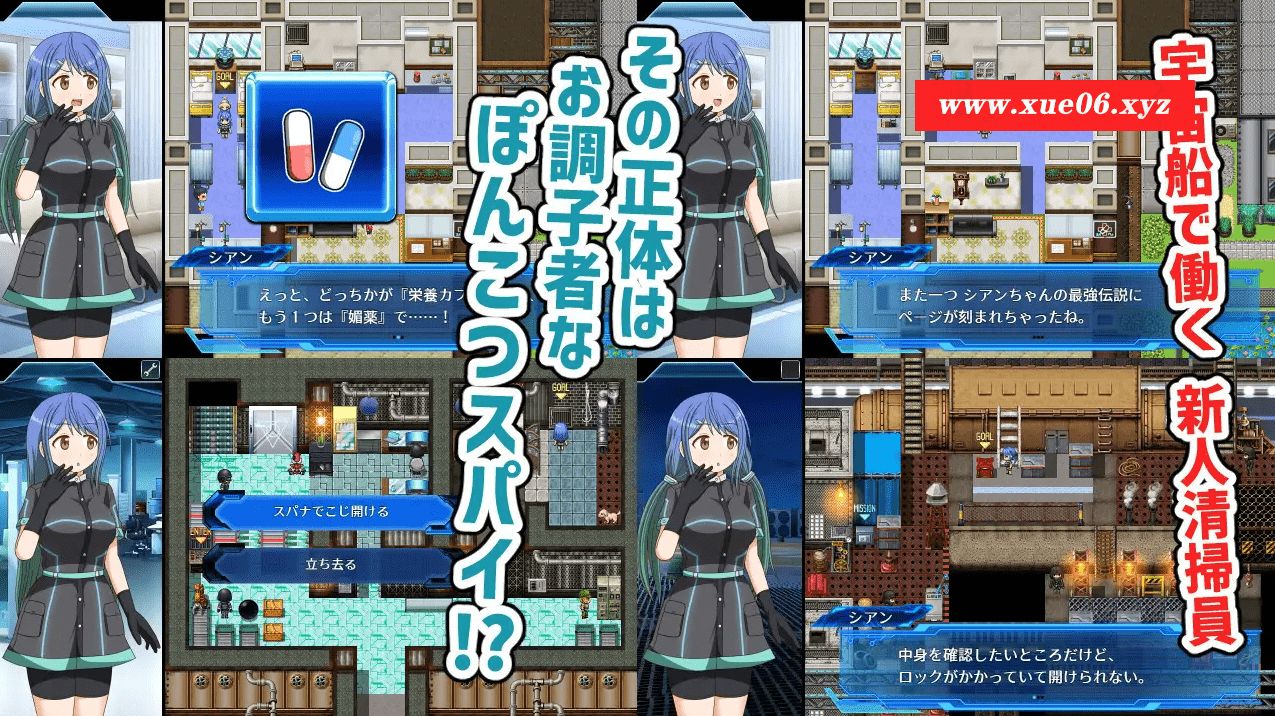 宇宙船で働く
新人清掃員
その正体は
お調子者な
ぽんこつスパイ!?
www.xue06.xyz
GOAL
シアン
えっと、どっちかが『栄養カプ
もう1つは『媚薬』で……！
シアン
また一つ シアンちゃんの最強伝説に
ページが刻まれちゃったね。
GOAL
スパナでこじ開ける
立ち去る
ENTER
GOAL
MISSION
シアン
中身を確認したいところだけど、
ロックがかかっていて開けられない。